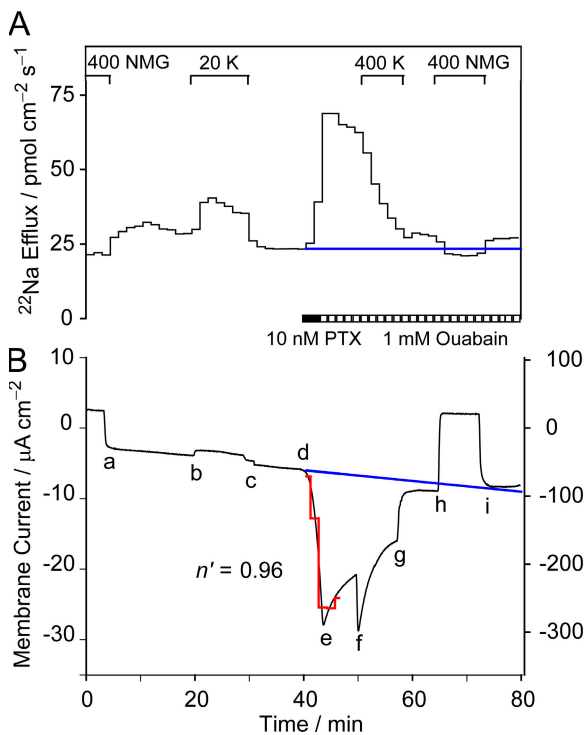 A
400 NMG 20 K 400 K 400 NMG
75
50
25
0
22Na Efflux / pmol cm−2 s−1
10 nM PTX 1 mM Ouabain
B
10
0
-10
-20
-30
Membrane Current / μA cm−2
100
0
-100
-200
-300
a
b
c
d
e
f
g
h
i
n' = 0.96
0 20 40 60 80
Time / min